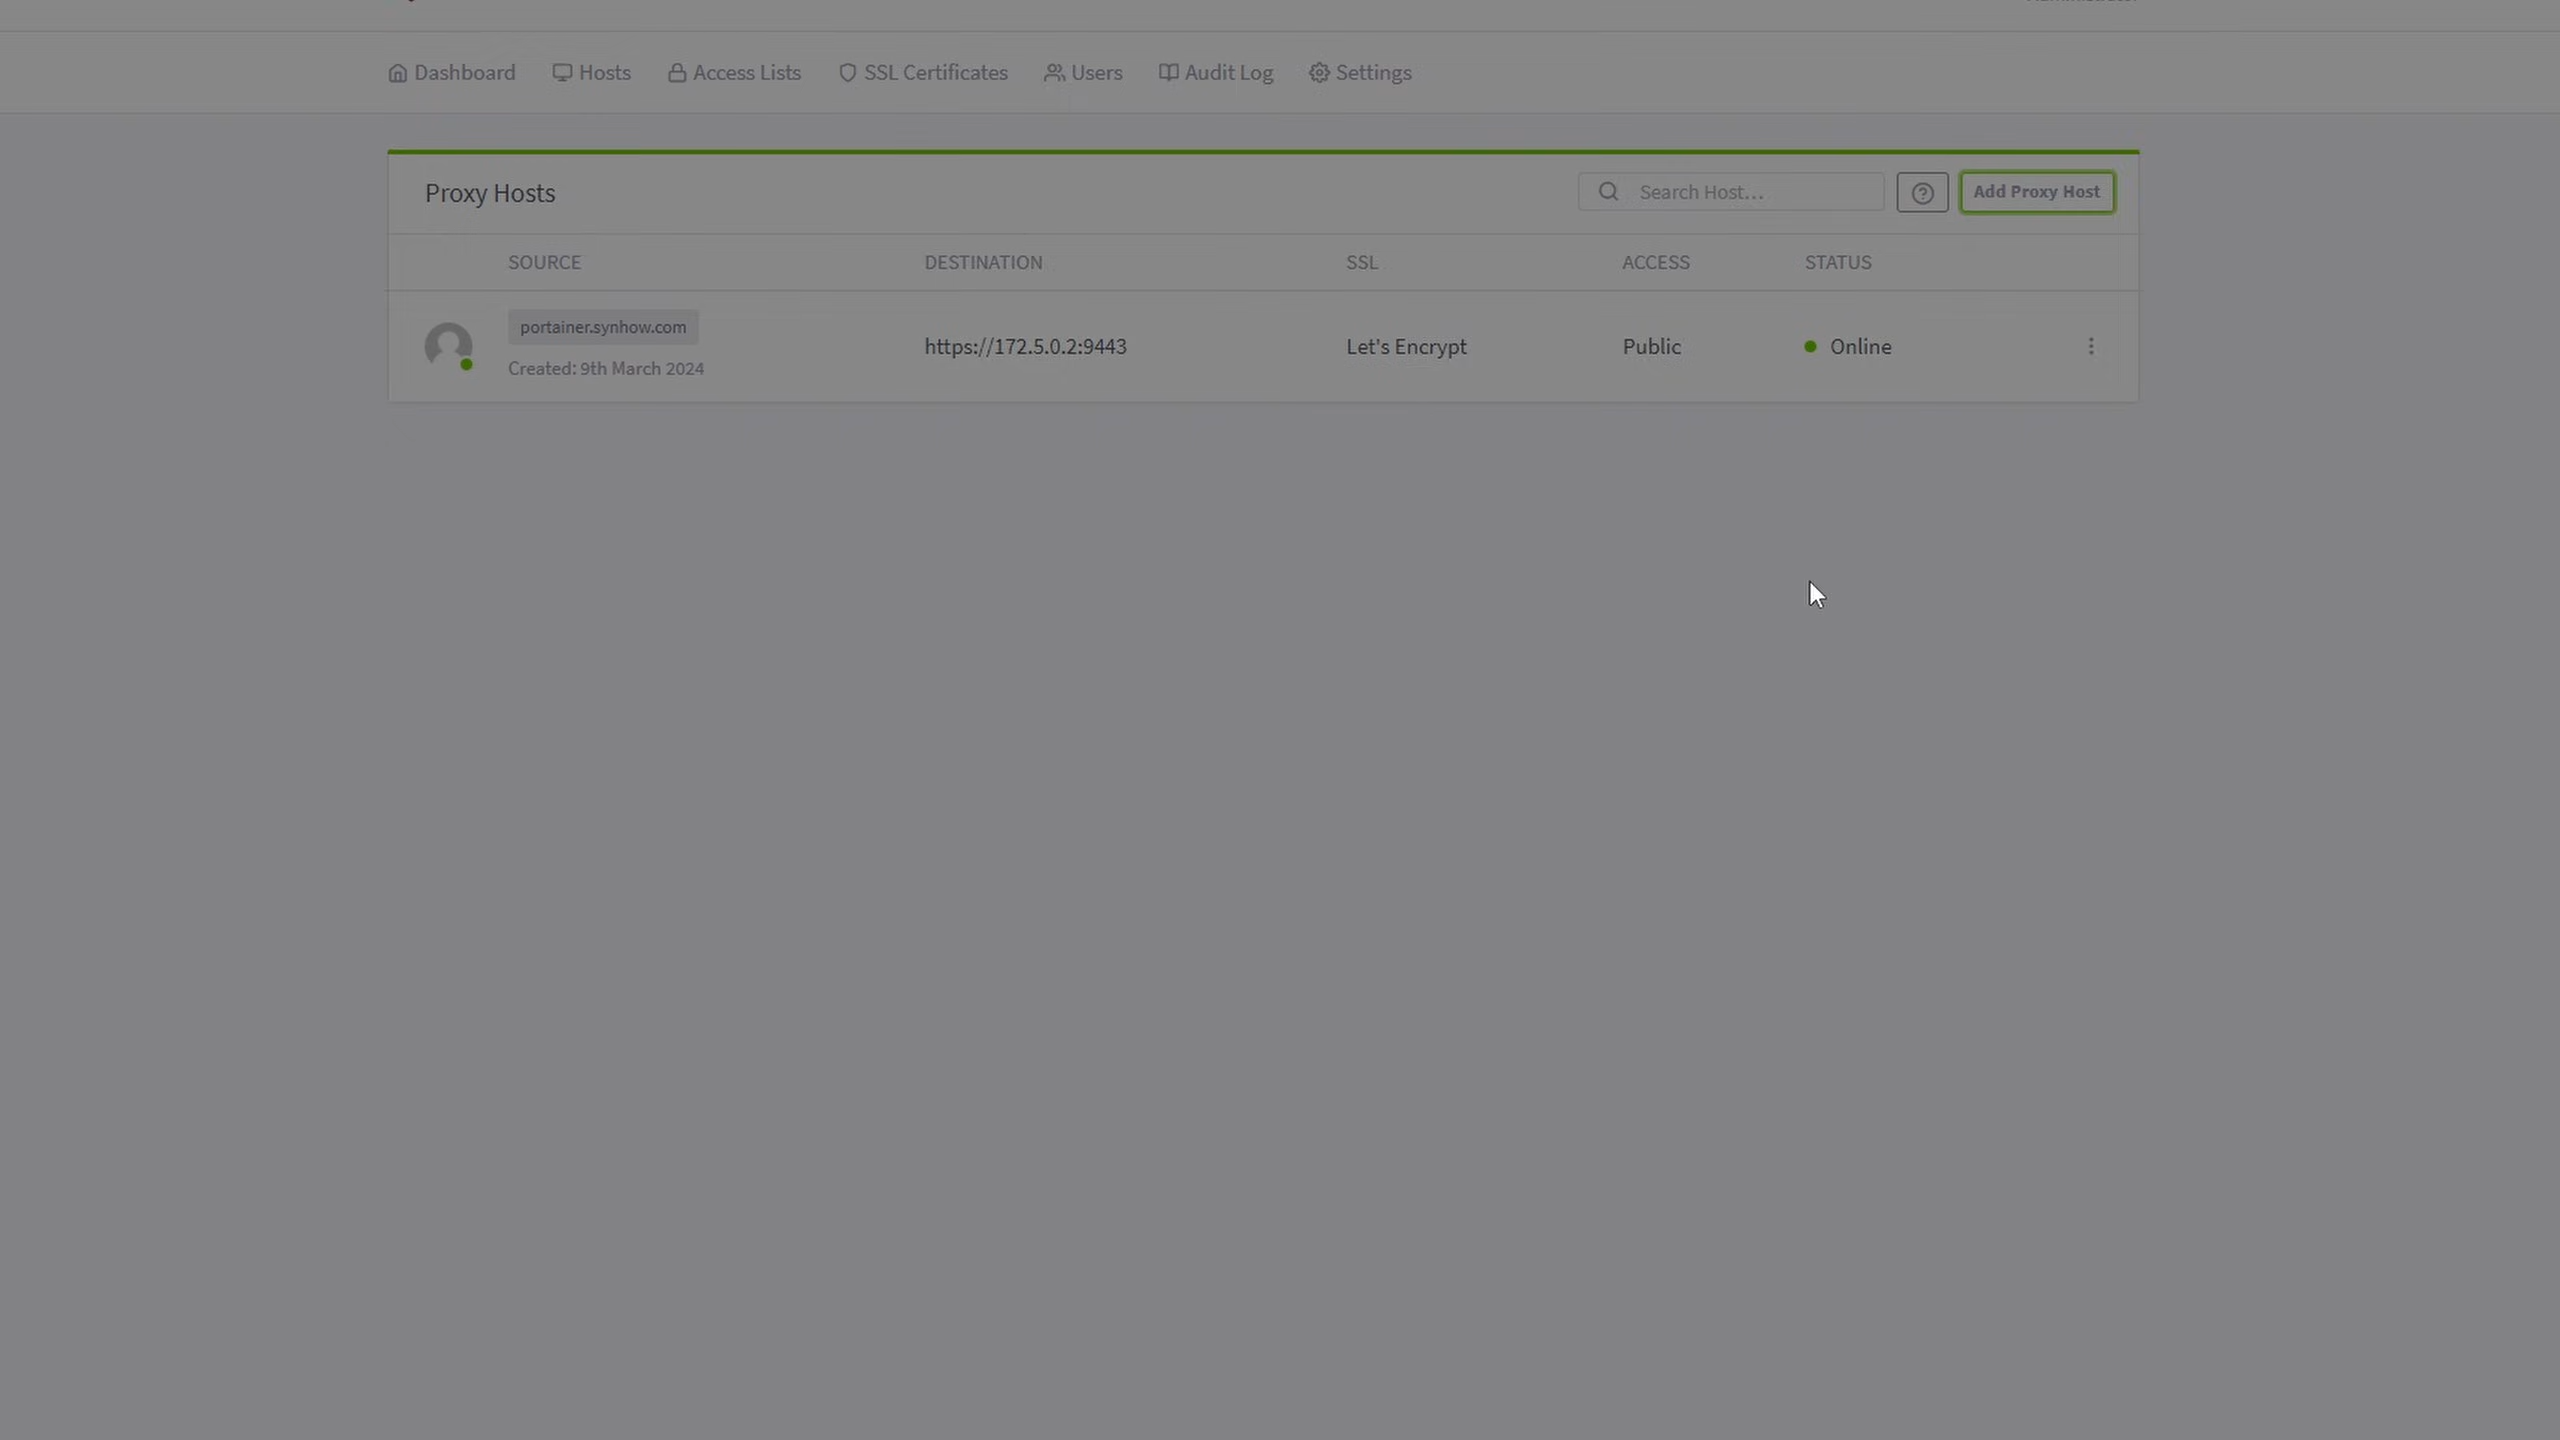 Dashboard Hosts Access Lists SSL Certificates Users Audit Log Settings
Proxy Hosts Search Host... Add Proxy Host
SOURCE DESTINATION SSL ACCESS STATUS
portainer.synhow.com
https://172.5.0.2:9443 Let's Encrypt Public Online
Created: 9th March 2024